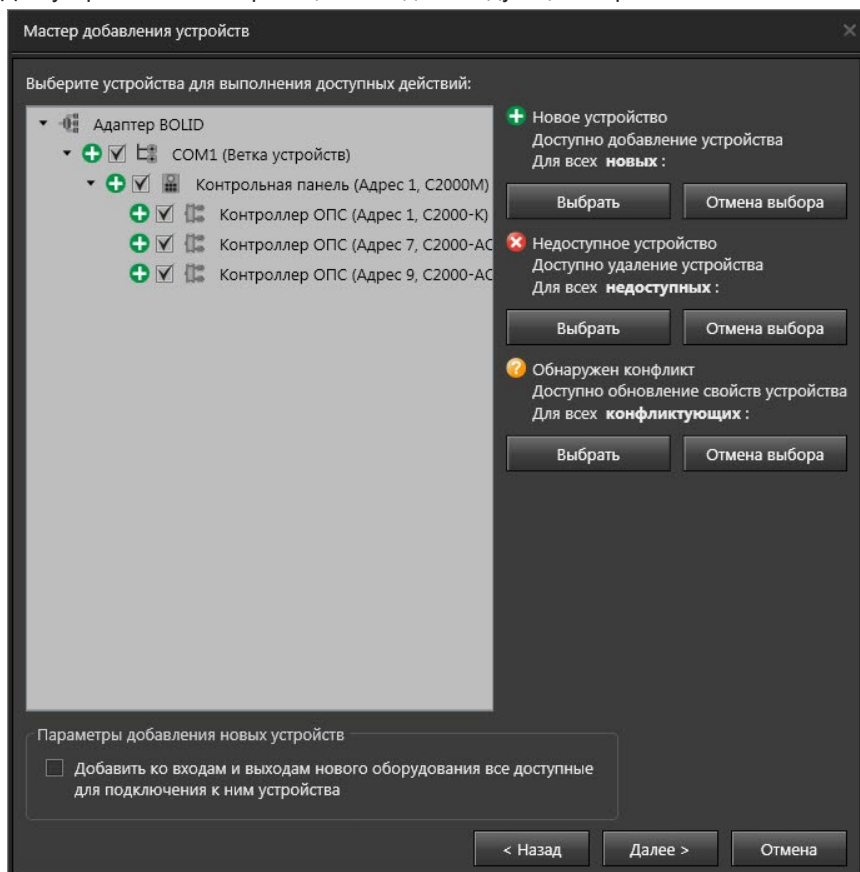 Мастер добавления устройств
Выберите устройства для выполнения доступных действий:
Адаптер BOLID
COM1 (Ветка устройств)
Контрольная панель (Адрес 1, С2000М)
Контроллер ОПС (Адрес 1, С2000-К)
Контроллер ОПС (Адрес 7, С2000-АС
Контроллер ОПС (Адрес 9, С2000-АС
Новое устройство
Доступно добавление устройства
Для всех новых :
Выбрать
Отмена выбора
Недоступное устройство
Доступно удаление устройства
Для всех недоступных :
Выбрать
Отмена выбора
Обнаружен конфликт
Доступно обновление свойств устройства
Для всех конфликтующих :
Выбрать
Отмена выбора
Параметры добавления новых устройств
Добавить ко входам и выходам нового оборудования все доступные
для подключения к ним устройства
< Назад
Далее >
Отмена